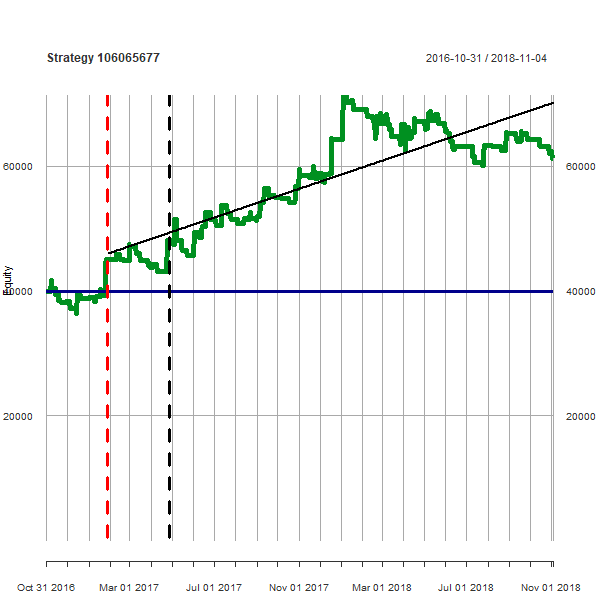 Strategy 106065677
2016-10-31 / 2018-11-04
60000
60000
Equity
40000
40000
20000
20000
Oct 31 2016
Mar 01 2017
Jul 01 2017
Nov 01 2017
Mar 01 2018
Jul 01 2018
Nov 01 2018